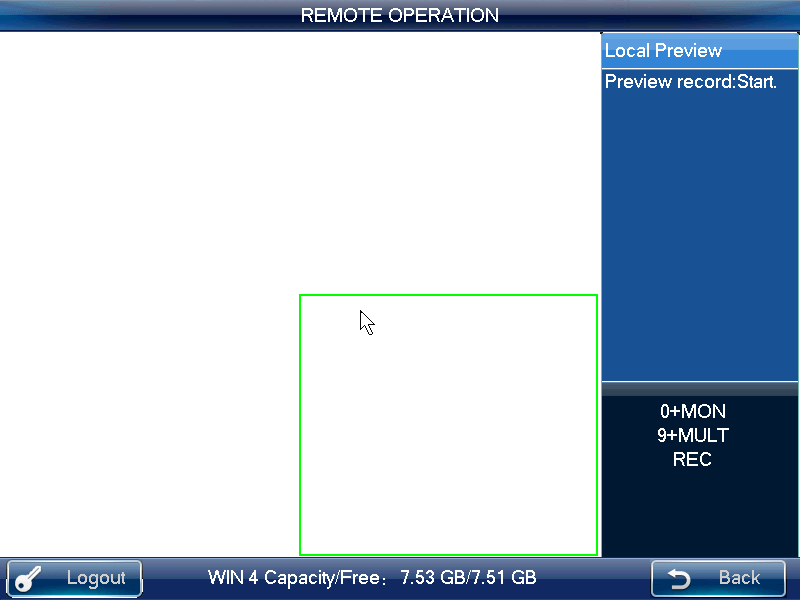 REMOTE OPERATION
Local Preview
Preview record:Start.
0+MON
9+MULT
REC
Logout
WIN 4 Capacity/Free：7.53 GB/7.51 GB
Back